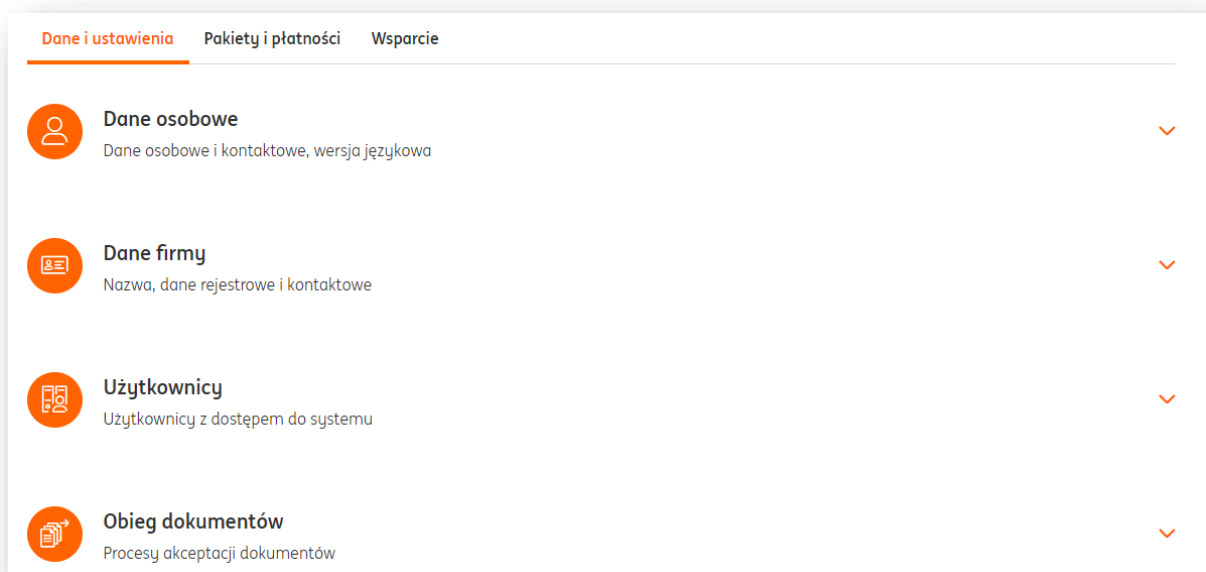 Dane i ustawienia Pakiety i płatności Wsparcie
Dane osobowe
Dane osobowe i kontaktowe, wersja językowa
Dane firmy
Nazwa, dane rejestrowe i kontaktowe
Użytkownicy
Użytkownicy z dostępem do systemu
Obieg dokumentów
Procesy akceptacji dokumentów